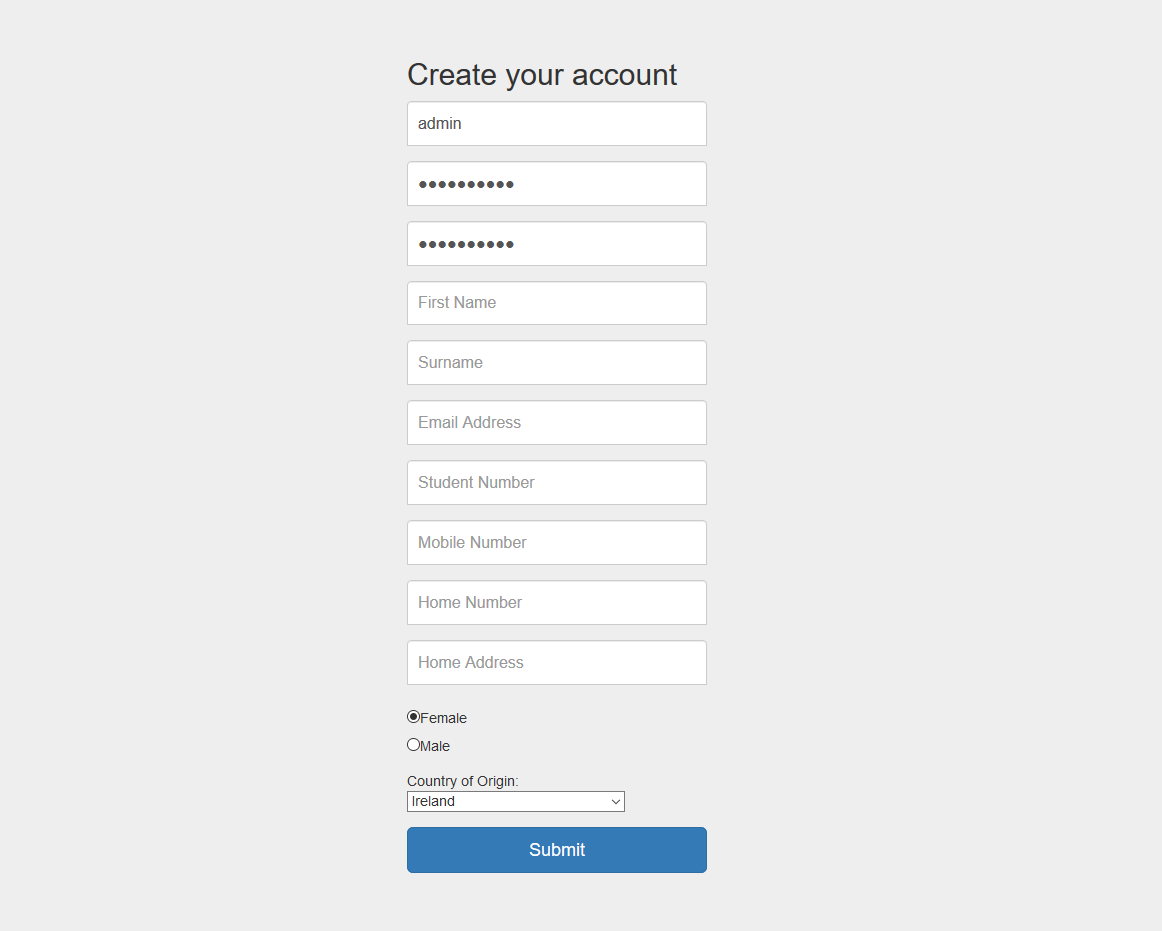 Create your account
admin
●●●●●●●●●●
●●●●●●●●●●
First Name
Surname
Email Address
Student Number
Mobile Number
Home Number
Home Address
Female
Male
Country of Origin:
Ireland
Submit